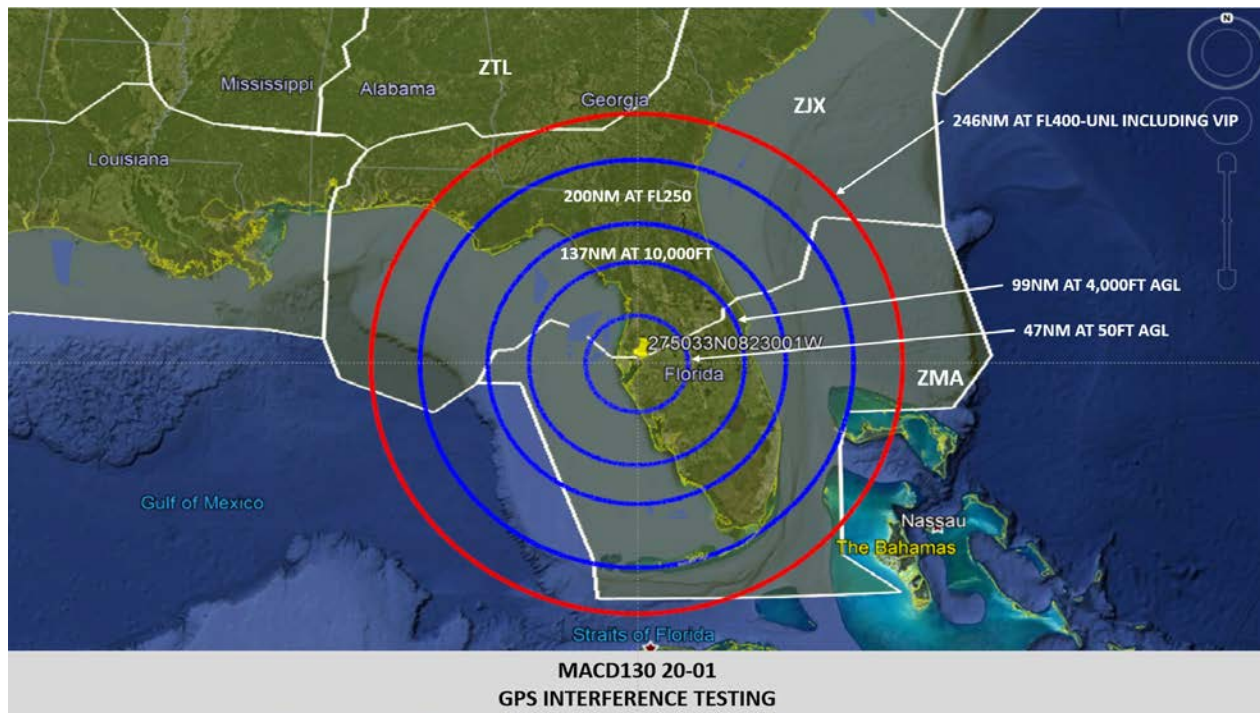 N
Mississippi
Alabama
ZTL
Georgia
ZJX
246NM AT FL400-UNL INCLUDING VIP
Louisiana
200NM AT FL250
137NM AT 10,000FT
99NM AT 4,000FT AGL
47NM AT 50FT AGL
275033N0823001W
Florida
ZMA
Gulf of Mexico
Nassau
The Bahamas
Straits of Florida
MACD130 20-01
GPS INTERFERENCE TESTING